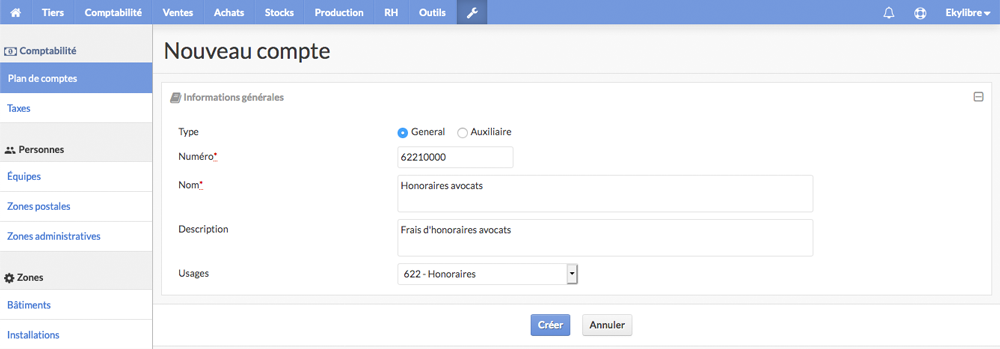 Tiers Comptabilité Ventes Achats Stocks Production RH Outils Ekylibre
Comptabilité
Plan de comptes
Taxes
Personnes
Équipes
Zones postales
Zones administratives
Zones
Bâtiments
Installations
Nouveau compte
Informations générales
Type General Auxiliaire
Numéro* 62210000
Nom* Honoraires avocats
Description Frais d'honoraires avocats
Usages 622 - Honoraires
Créer Annuler